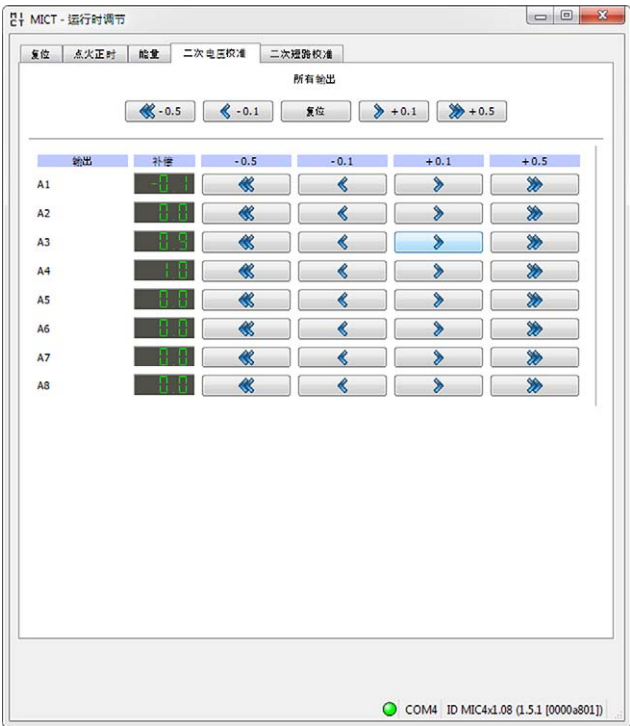 MICT - 运行时调节
复位 点火正时 能量 二次电压校准 二次短路校准
所有输出
-0.5 -0.1 复位 +0.1 +0.5
输出 补偿 -0.5 -0.1 +0.1 +0.5
A1 -0.1
A2 0.0
A3 0.9
A4 1.0
A5 0.0
A6 0.0
A7 0.0
A8 0.0
COM4 ID MIC4x1.08 (1.5.1 [0000a801])